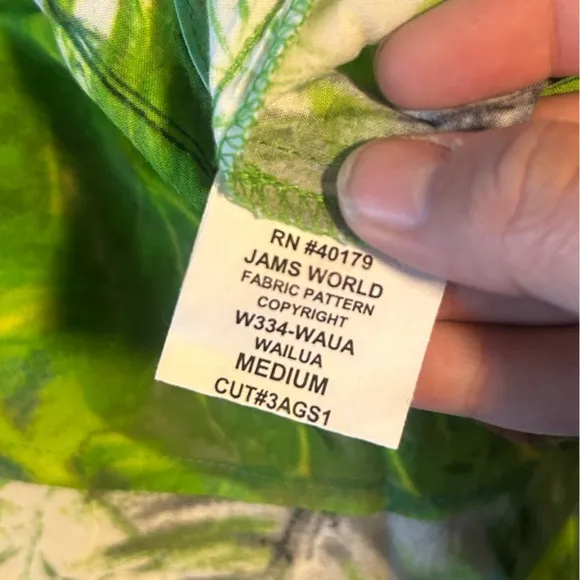 RN #40179
JAMS WORLD
FABRIC PATTERN
COPYRIGHT
W334-WAUA
WAILUA
MEDIUM
CUT#3AGS1